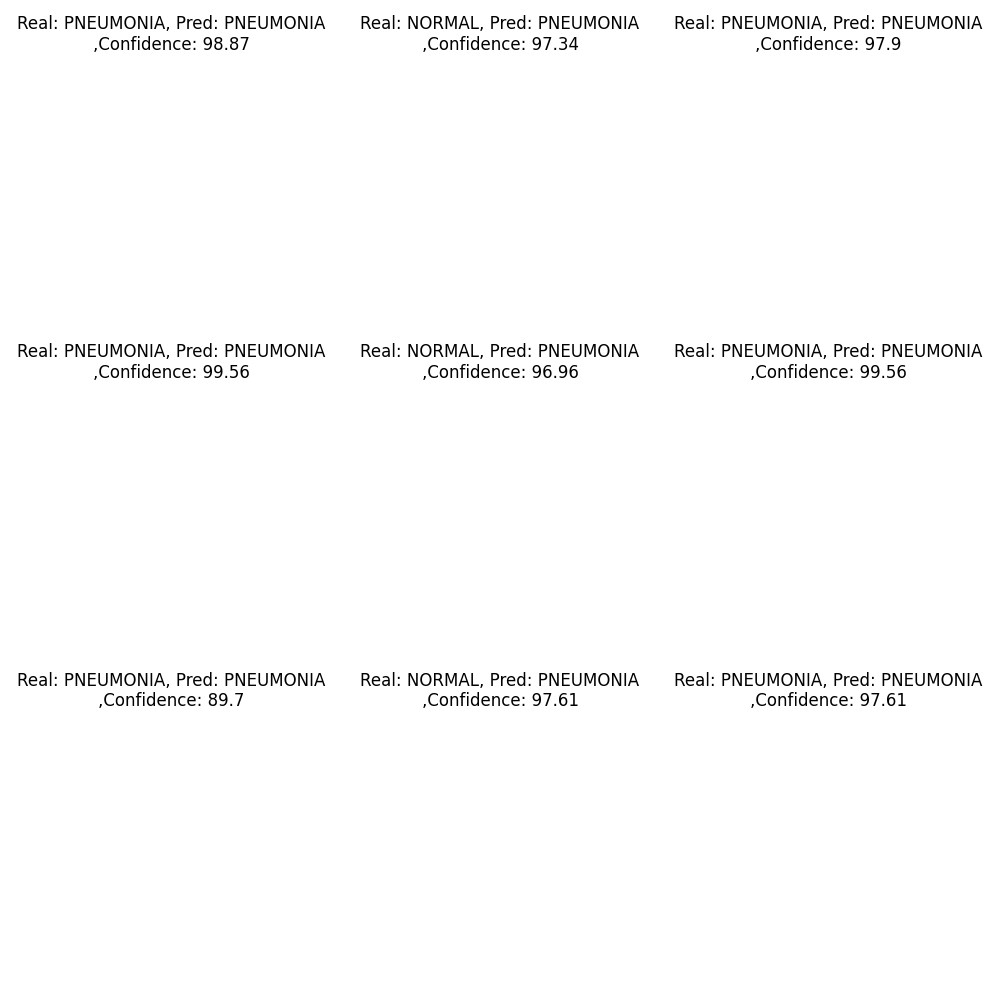 Real: PNEUMONIA, Pred: PNEUMONIA
,Confidence: 98.87
Real: NORMAL, Pred: PNEUMONIA
,Confidence: 97.34
Real: PNEUMONIA, Pred: PNEUMONIA
,Confidence: 97.9
Real: PNEUMONIA, Pred: PNEUMONIA
,Confidence: 99.56
Real: NORMAL, Pred: PNEUMONIA
,Confidence: 96.96
Real: PNEUMONIA, Pred: PNEUMONIA
,Confidence: 99.56
Real: PNEUMONIA, Pred: PNEUMONIA
,Confidence: 89.7
Real: NORMAL, Pred: PNEUMONIA
,Confidence: 97.61
Real: PNEUMONIA, Pred: PNEUMONIA
,Confidence: 97.61